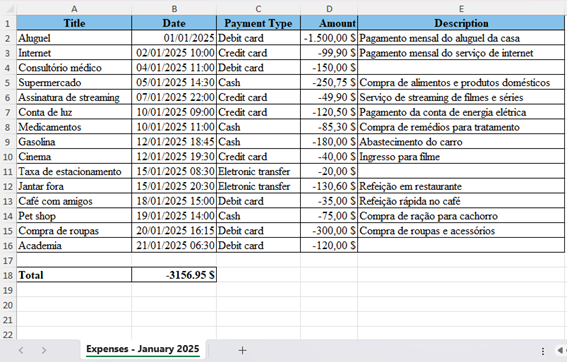 A B C D E
1 Title Date Payment Type Amount Description
2 Aluguel 01/01/2025 Debit card -1.500,00 $ Pagamento mensal do aluguel da casa
3 Internet 02/01/2025 10:00 Credit card -99,90 $ Pagamento mensal do serviço de internet
4 Consultório médico 04/01/2025 11:00 Debit card -150,00 $
5 Supermercado 05/01/2025 14:30 Cash -250,75 $ Compra de alimentos e produtos domésticos
6 Assinatura de streaming 07/01/2025 22:00 Credit card -49,90 $ Serviço de streaming de filmes e séries
7 Conta de luz 10/01/2025 09:00 Credit card -120,50 $ Pagamento da conta de energia elétrica
8 Medicamentos 10/01/2025 11:00 Cash -85,30 $ Compra de remédios para tratamento
9 Gasolina 12/01/2025 18:45 Cash -180,00 $ Abastecimento do carro
10 Cinema 12/01/2025 19:30 Credit card -40,00 $ Ingresso para filme
11 Taxa de estacionamento 15/01/2025 08:30 Eletronic transfer -20,00 $
12 Jantar fora 15/01/2025 20:30 Eletronic transfer -130,60 $ Refeição em restaurante
13 Café com amigos 18/01/2025 15:00 Debit card -35,00 $ Refeição rápida no café
14 Pet shop 19/01/2025 14:00 Cash -75,00 $ Compra de ração para cachorro
15 Compra de roupas 20/01/2025 16:15 Debit card -300,00 $ Compra de roupas e acessórios
16 Academia 21/01/2025 06:30 Debit card -120,00 $
17
18 Total -3156.95 $
19
20
21
22
Expenses - January 2025